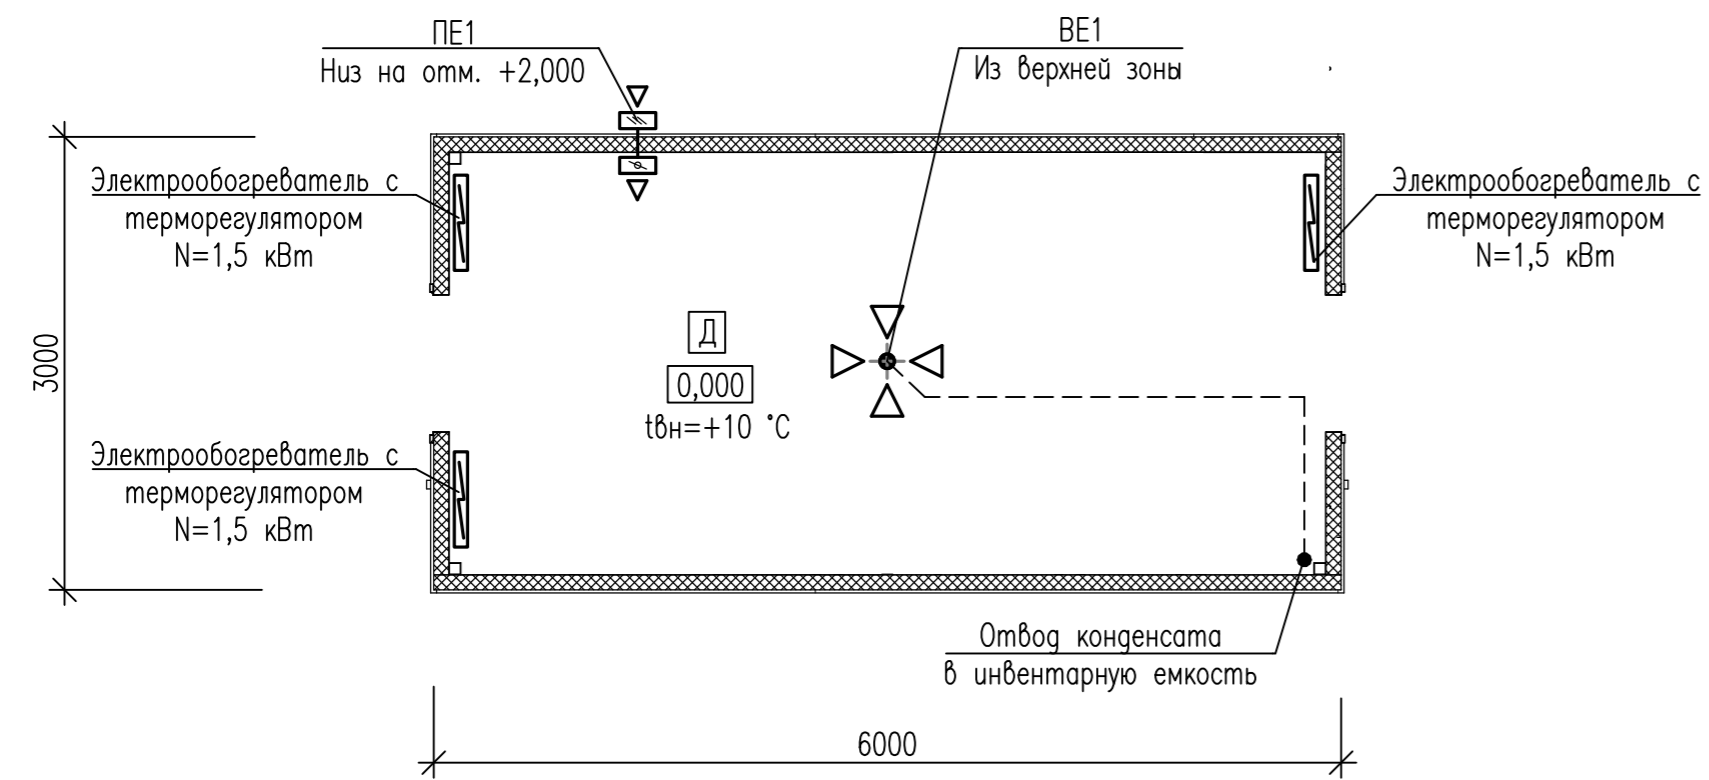 ПЕ1
Низ на отм. +2,000
ВЕ1
Из верхней зоны
Электрообогреватель с
терморегулятором
N=1,5 кВт
Электрообогреватель с
терморегулятором
N=1,5 кВт
3000
Д
0,000
tвн=+10 °С
Электрообогреватель с
терморегулятором
N=1,5 кВт
Отвод конденсата
в инвентарную емкость
6000